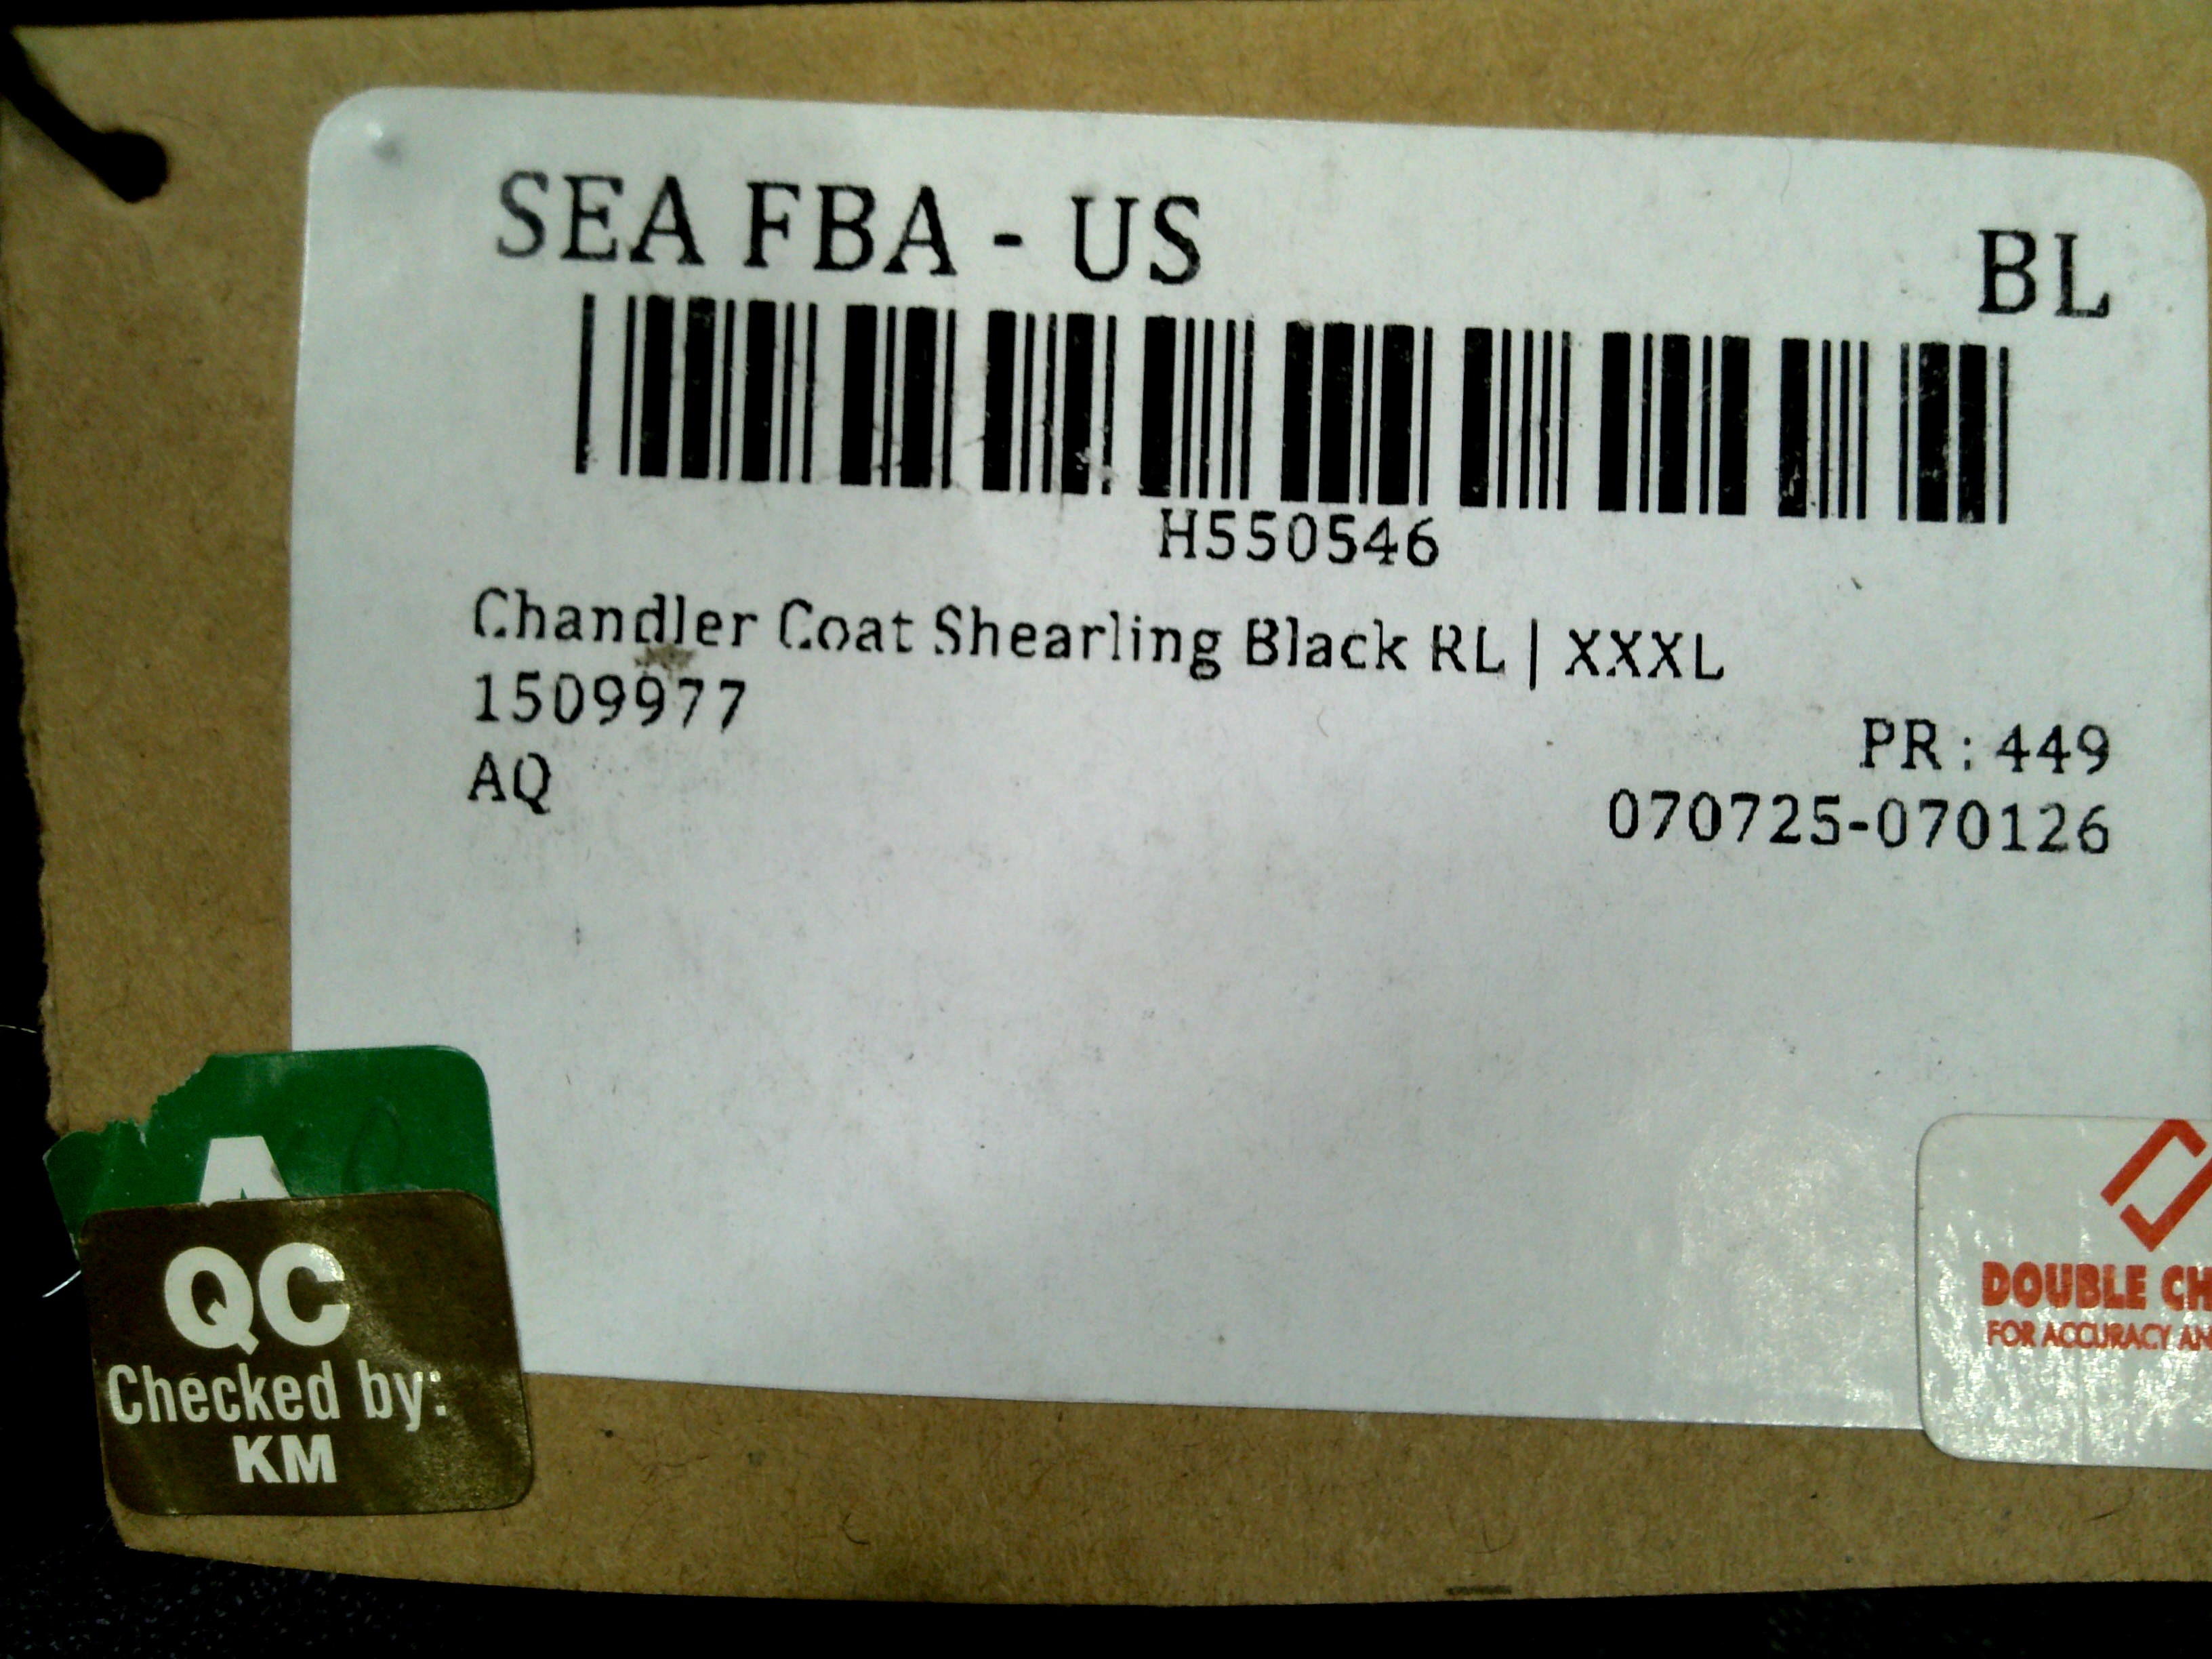 SEA FBA - US
BL
H550546
Chandler Coat Shearling Black RL | XXXL
1509977
PR : 449
AQ
070725-070126
A
QC
Checked by:
KM
DOUBLE CH
FOR ACCURACY AN